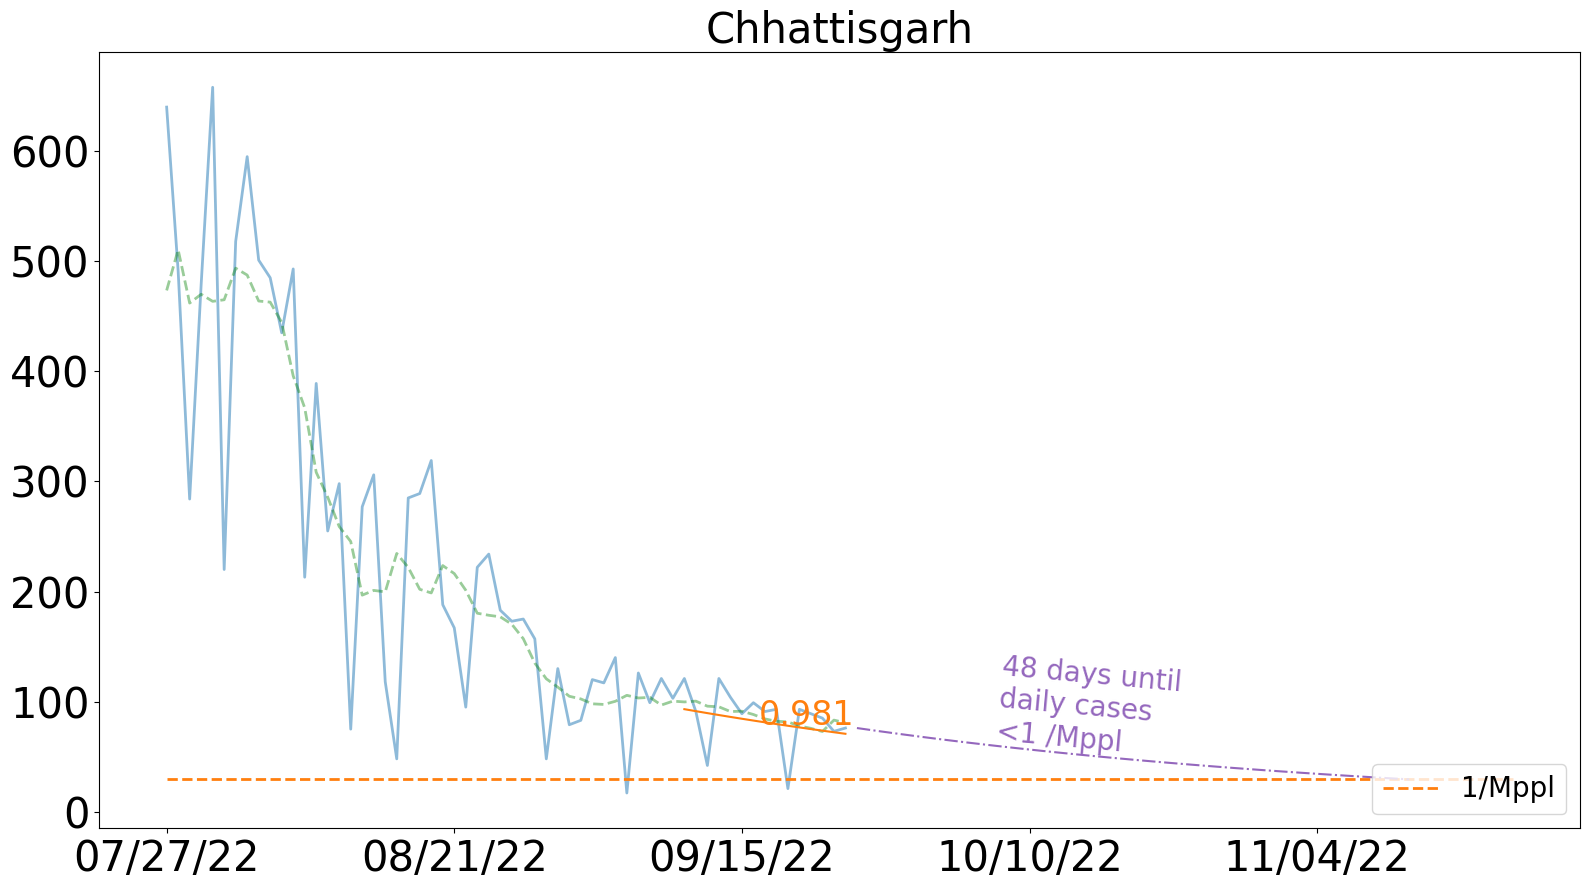 Chhattisgarh
600
500
400
300
200
100
0
0.981
48 days until
daily cases
<1 /Mppl
1/Mppl
07/27/22
08/21/22
09/15/22
10/10/22
11/04/22